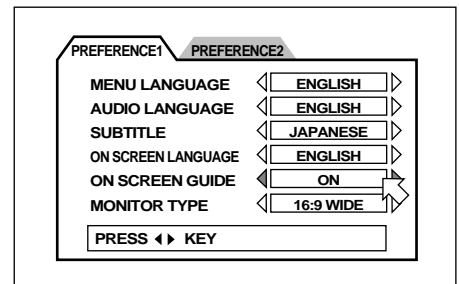 PREFERENCE1 PREFERENCE2
MENU LANGUAGE ENGLISH
AUDIO LANGUAGE ENGLISH
SUBTITLE JAPANESE
ON SCREEN LANGUAGE ENGLISH
ON SCREEN GUIDE ON
MONITOR TYPE 16:9 WIDE
PRESS ◀▶ KEY